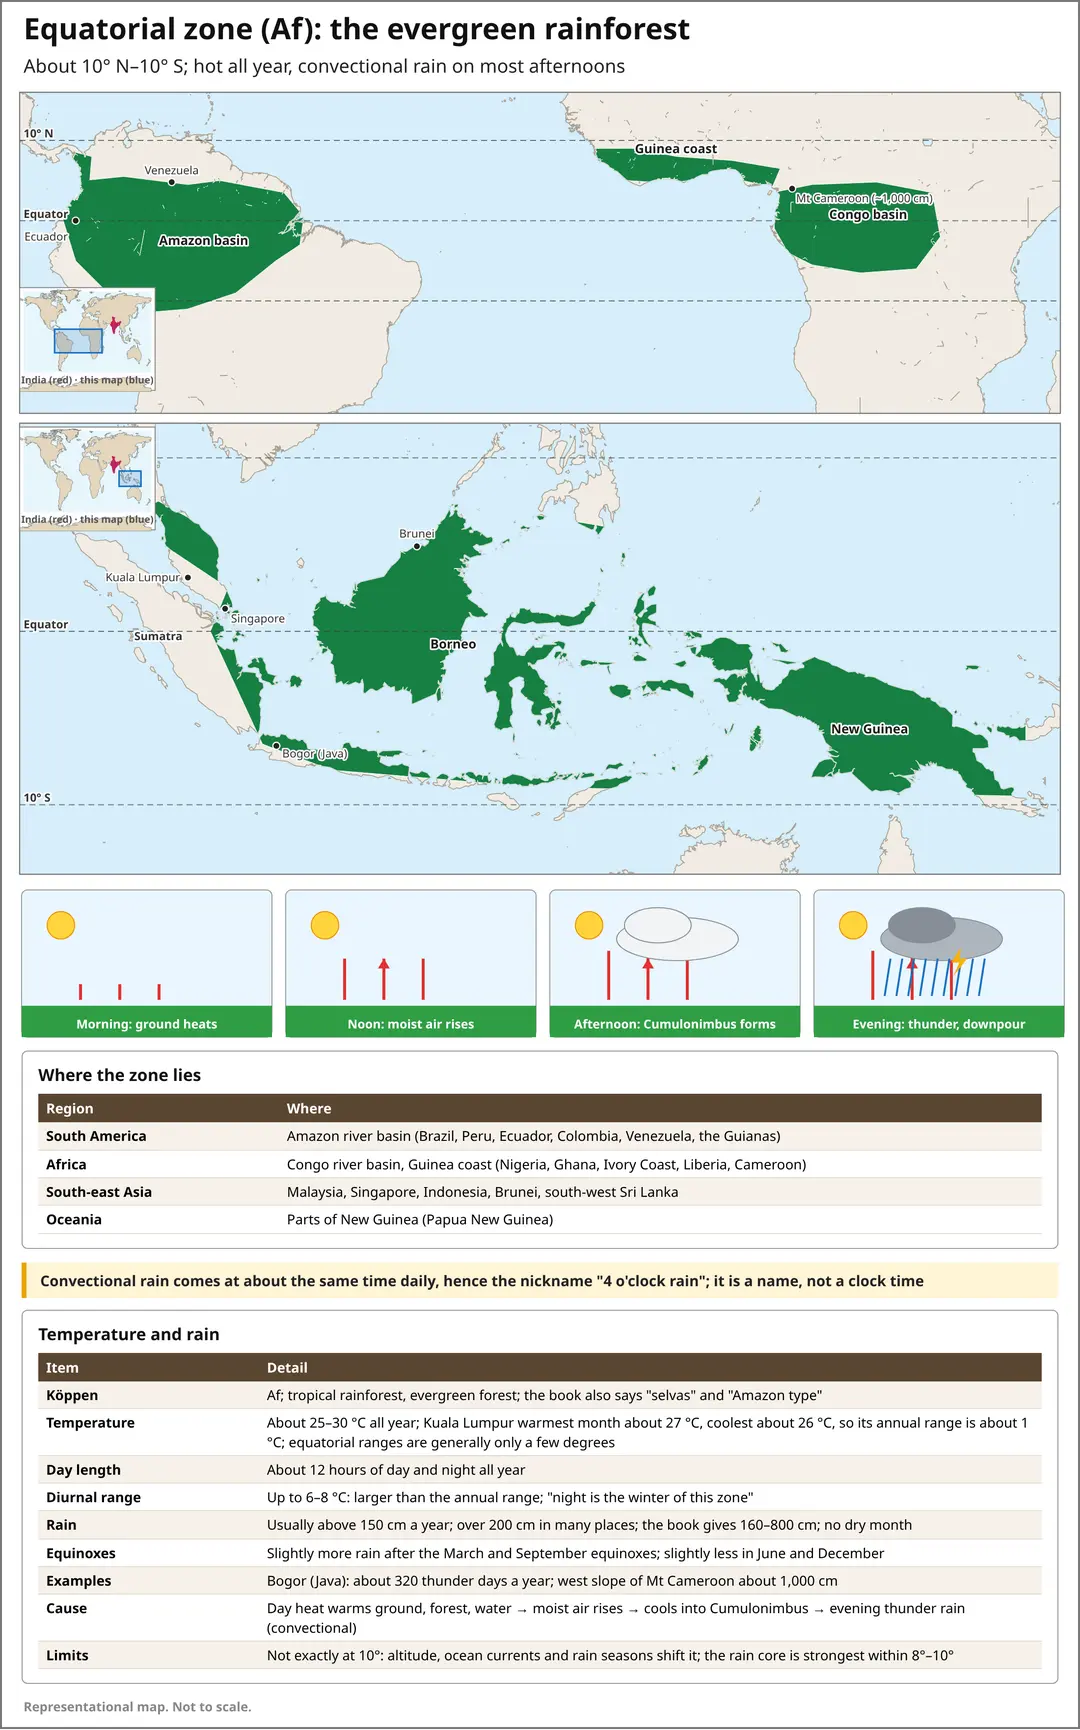 Equatorial zone (Af): the evergreen rainforest
About 10° N–10° S; hot all year, convectional rain on most afternoons
10° N
Guinea coast
Venezuela
Mt Cameroon (~1,000 cm)
Equator
Congo basin
Ecuador
Amazon basin
India (red) · this map (blue)
India (red) · this map (blue)
Brunei
Kuala Lumpur
Singapore
Equator
Sumatra
Borneo
New Guinea
Bogor (Java)
10° S
Morning: ground heats
Noon: moist air rises
Afternoon: Cumulonimbus forms
Evening: thunder, downpour
Where the zone lies
Region Where
South America Amazon river basin (Brazil, Peru, Ecuador, Colombia, Venezuela, the Guianas)
Africa Congo river basin, Guinea coast (Nigeria, Ghana, Ivory Coast, Liberia, Cameroon)
South-east Asia Malaysia, Singapore, Indonesia, Brunei, south-west Sri Lanka
Oceania Parts of New Guinea (Papua New Guinea)
Convectional rain comes at about the same time daily, hence the nickname "4 o'clock rain"; it is a name, not a clock time
Temperature and rain
Item Detail
Köppen Af; tropical rainforest, evergreen forest; the book also says "selvas" and "Amazon type"
Temperature About 25–30 °C all year; Kuala Lumpur warmest month about 27 °C, coolest about 26 °C, so its annual range is about 1
°C; equatorial ranges are generally only a few degrees
Day length About 12 hours of day and night all year
Diurnal range Up to 6–8 °C: larger than the annual range; "night is the winter of this zone"
Rain Usually above 150 cm a year; over 200 cm in many places; the book gives 160–800 cm; no dry month
Equinoxes Slightly more rain after the March and September equinoxes; slightly less in June and December
Examples Bogor (Java): about 320 thunder days a year; west slope of Mt Cameroon about 1,000 cm
Cause Day heat warms ground, forest, water → moist air rises → cools into Cumulonimbus → evening thunder rain
(convectional)
Limits Not exactly at 10°: altitude, ocean currents and rain seasons shift it; the rain core is strongest within 8°–10°
Representational map. Not to scale.